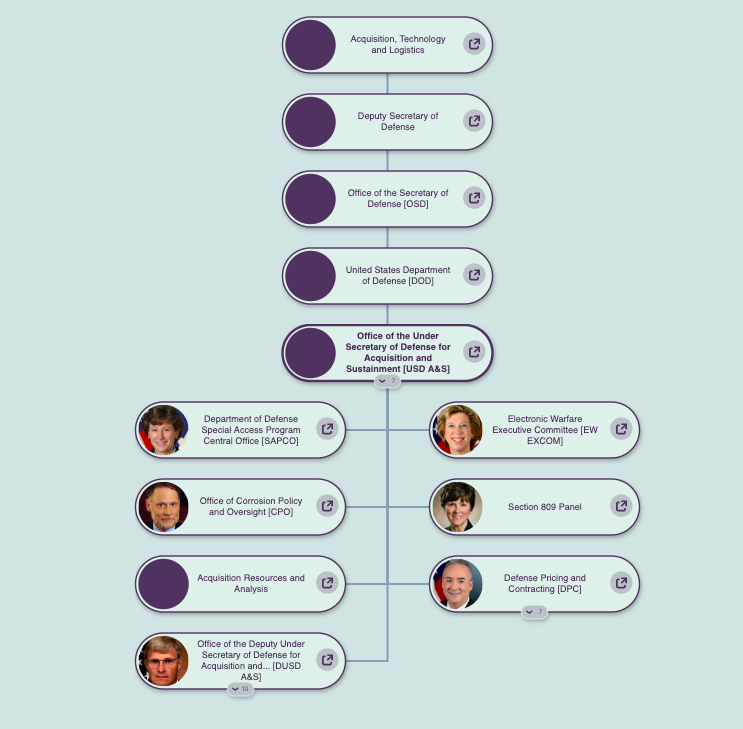 Acquisition, Technology
and Logistics
Deputy Secretary of
Defense
Office of the Secretary of
Defense [OSD]
United States Department
of Defense [DOD]
Office of the Under
Secretary of Defense for
Acquisition and
Sustainment [USD A&S]
7
Department of Defense
Special Access Program
Central Office [SAPCO]
Electronic Warfare
Executive Committee [EW
EXCOM]
Office of Corrosion Policy
and Oversight [CPO]
Section 809 Panel
Acquisition Resources and
Analysis
Defense Pricing and
Contracting [DPC]
7
Office of the Deputy Under
Secretary of Defense for
Acquisition and... [DUSD
A&S]
10